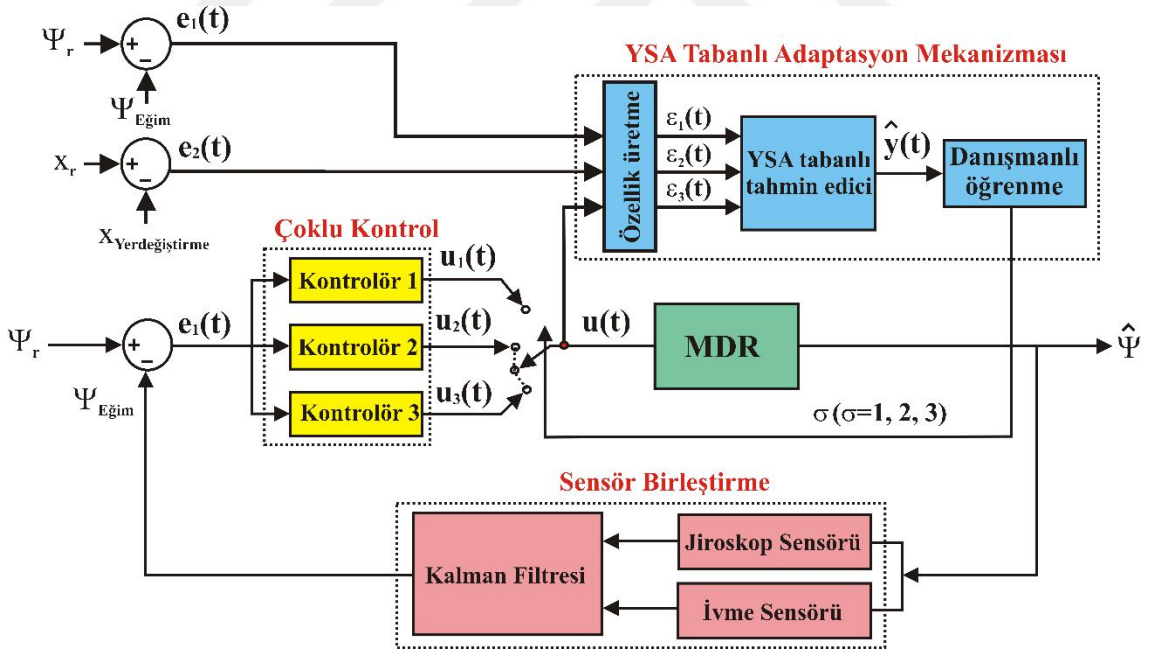 Ψr
+
−
e1(t)
ΨEğim
xr
+
−
e2(t)
xYerdeğiştirme
YSA Tabanlı Adaptasyon Mekanizması
Özellik üretme
ε1(t)
ε2(t)
ε3(t)
YSA tabanlı
tahmin edici
ŷ(t)
Danışmanlı
öğrenme
Çoklu Kontrol
Kontrolör 1
Kontrolör 2
Kontrolör 3
u1(t)
u2(t)
u3(t)
Ψr
+
−
e1(t)
ΨEğim
u(t)
MDR
Ψ̂
σ (σ=1, 2, 3)
Sensör Birleştirme
Kalman Filtresi
Jiroskop Sensörü
İvme Sensörü